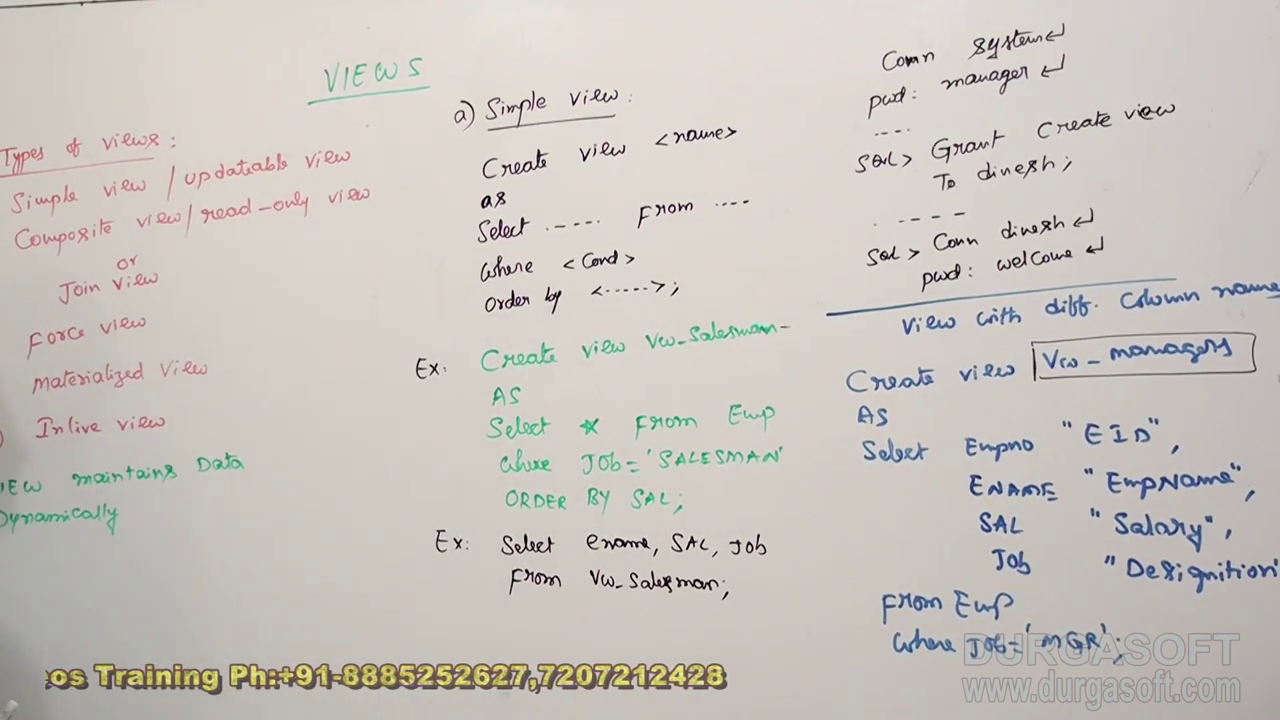 VIEWS
Types of views:
Simple view / updatable view
Composite view/read-only view
or
Join view
Force view
Materialized View
) Inlive view
EW maintains Data
Dynamically
a) Simple view:
Create view <name>
as
Select ..... From ....
where <Cond>
order by <.....>;
Ex: Create view Vw_Salesman-
AS
Select * From Emp
where JOb='SALESMAN'
ORDER BY SAL;
Ex: Select ename, SAL, Job
From Vw_Salesman;
Conn system↵
pwd: manager ↵
....
SQL> Grant Create view
To dinesh;
. ----
SQL> Conn dinesh ↵
pwd: welcome ↵
View with diff. Column name
Create view Vw_managers
AS
Select Empno "EID",
ENAME "EmpName",
SAL "Salary",
Job "Designition
From Emp
where Job='MGR';
DURGASOFT
www.durgasoft.com
eos Training Ph:+91-8885252627,7207212428